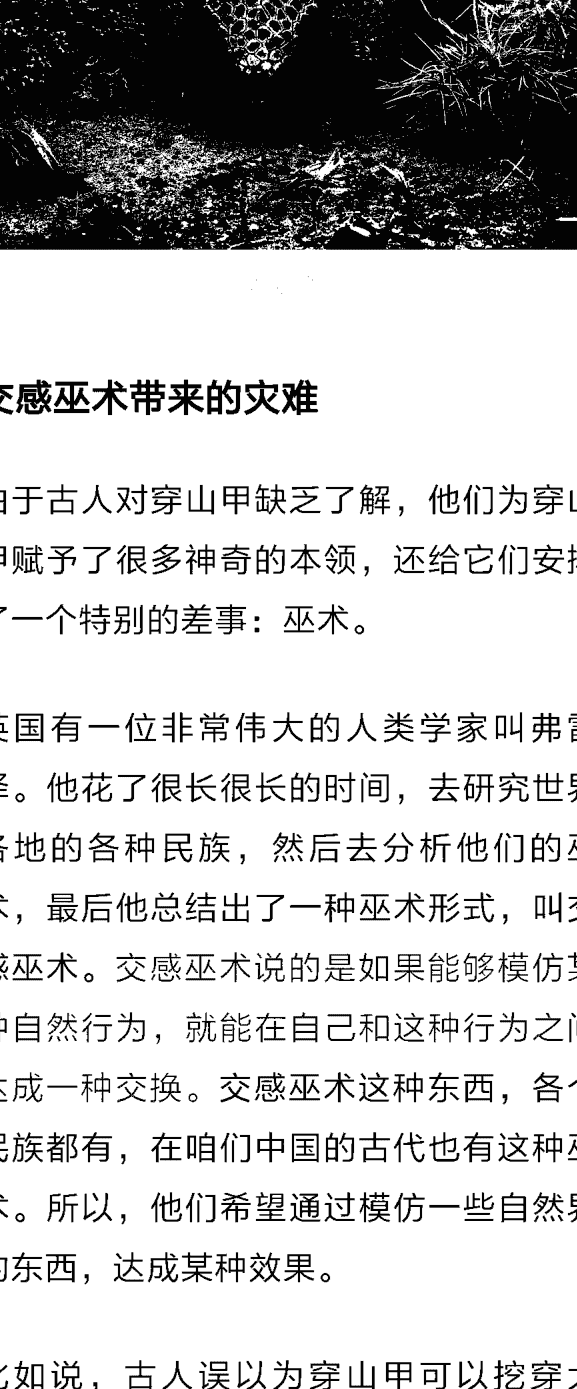 交感巫术带来的灾难
由于古人对穿山甲缺乏了解，他们为穿山
甲赋予了很多神奇的本领，还给它们安排
了一个特别的差事：巫术。
英国有一位非常伟大的人类学家叫弗雷
泽。他花了很长很长的时间，去研究世界
各地的各种民族，然后去分析他们的巫
术，最后他总结出了一种巫术形式，叫交
感巫术。交感巫术说的是如果能够模仿某
种自然行为，就能在自己和这种行为之间
达成一种交换。交感巫术这种东西，各个
民族都有，在咱们中国的古代也有这种巫
术。所以，他们希望通过模仿一些自然界
的东西，达成某种效果。
比如说，古人误以为穿山甲可以挖穿大